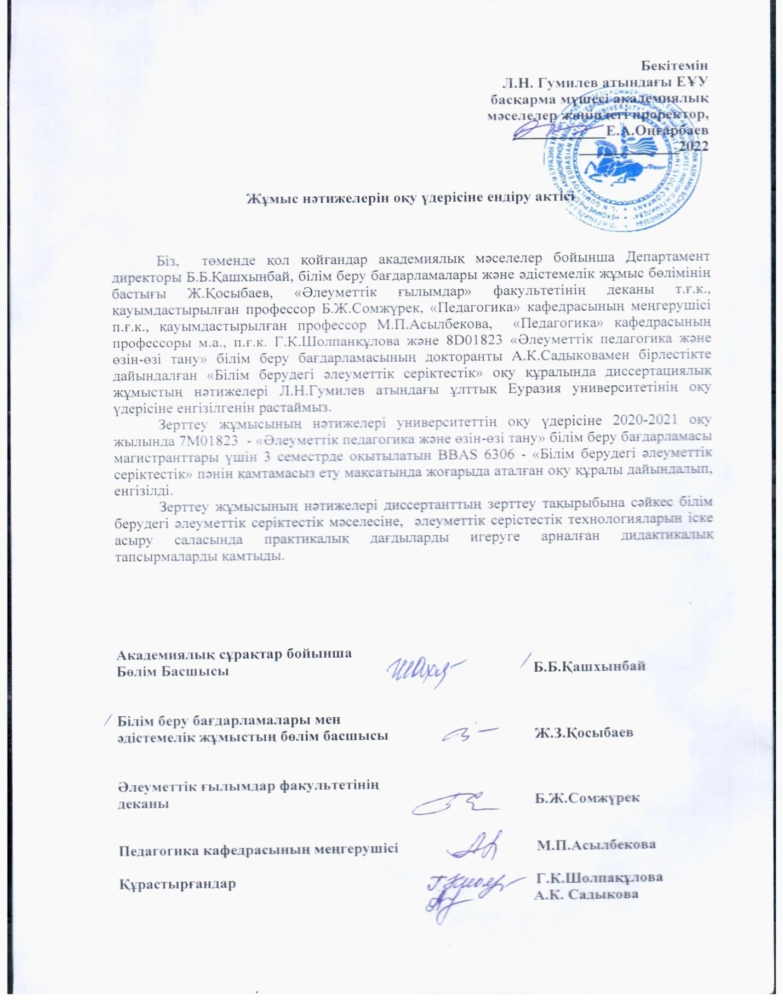 Бекітемін
Л.Н. Гумилев атындағы ЕҰУ
басқарма мүшесі академиялық
мәселелер жөніндегі проректор,
____________Е.А.Оңғарбаев
_____________2022
Жұмыс нәтижелерін оқу үдерісіне ендіру актісі
Біз, төменде қол қойғандар академиялық мәселелер бойынша Департамент
директоры Б.Б.Қашхынбай, білім беру бағдарламалары және әдістемелік жұмыс бөлімінің
бастығы Ж.Қосыбаев, «Әлеуметтік ғылымдар» факультетінің деканы т.ғ.к.,
қауымдастырылған профессор Б.Ж.Сомжүрек, «Педагогика» кафедрасының меңгерушісі
п.ғ.к., қауымдастырылған профессор М.П.Асылбекова, «Педагогика» кафедрасының
профессоры м.а., п.ғ.к. Г.К.Шолпанқұлова және 8D01823 «Әлеуметтік педагогика және
өзін-өзі тану» білім беру бағдарламасының докторанты А.К.Садыковамен бірлестікте
дайындалған «Білім берудегі әлеуметтік серіктестік» оқу құралында диссертациялық
жұмыстың нәтижелері Л.Н.Гумилев атындағы ұлттық Еуразия университетінің оқу
үдерісіне енгізілгенін растаймыз.
Зерттеу жұмысының нәтижелері университеттің оқу үдерісіне 2020-2021 оқу
жылында 7M01823 - «Әлеуметтік педагогика және өзін-өзі тану» білім беру бағдарламасы
магистранттары үшін 3 семестрде оқытылатын BBAS 6306 - «Білім берудегі әлеуметтік
серіктестік» пәнін қамтамасыз ету мақсатында жоғарыда аталған оқу құралы дайындалып,
енгізілді.
Зерттеу жұмысының нәтижелері диссертанттың зерттеу тақырыбына сәйкес білім
берудегі әлеуметтік серіктестік мәселесіне, әлеуметтік серістестік технологияларын іске
асыру саласында практикалық дағдыларды игеруге арналған дидактикалық
тапсырмаларды қамтыды.
Академиялық сұрақтар бойынша
Бөлім Басшысы
Б.Б.Қашхынбай
Білім беру бағдарламалары мен
әдістемелік жұмыстың бөлім басшысы
Ж.З.Қосыбаев
Әлеуметтік ғылымдар факультетінің
деканы
Б.Ж.Сомжүрек
Педагогика кафедрасының меңгерушісі
М.П.Асылбекова
Құрастырғандар
Г.К.Шолпақұлова
А.К. Садыкова